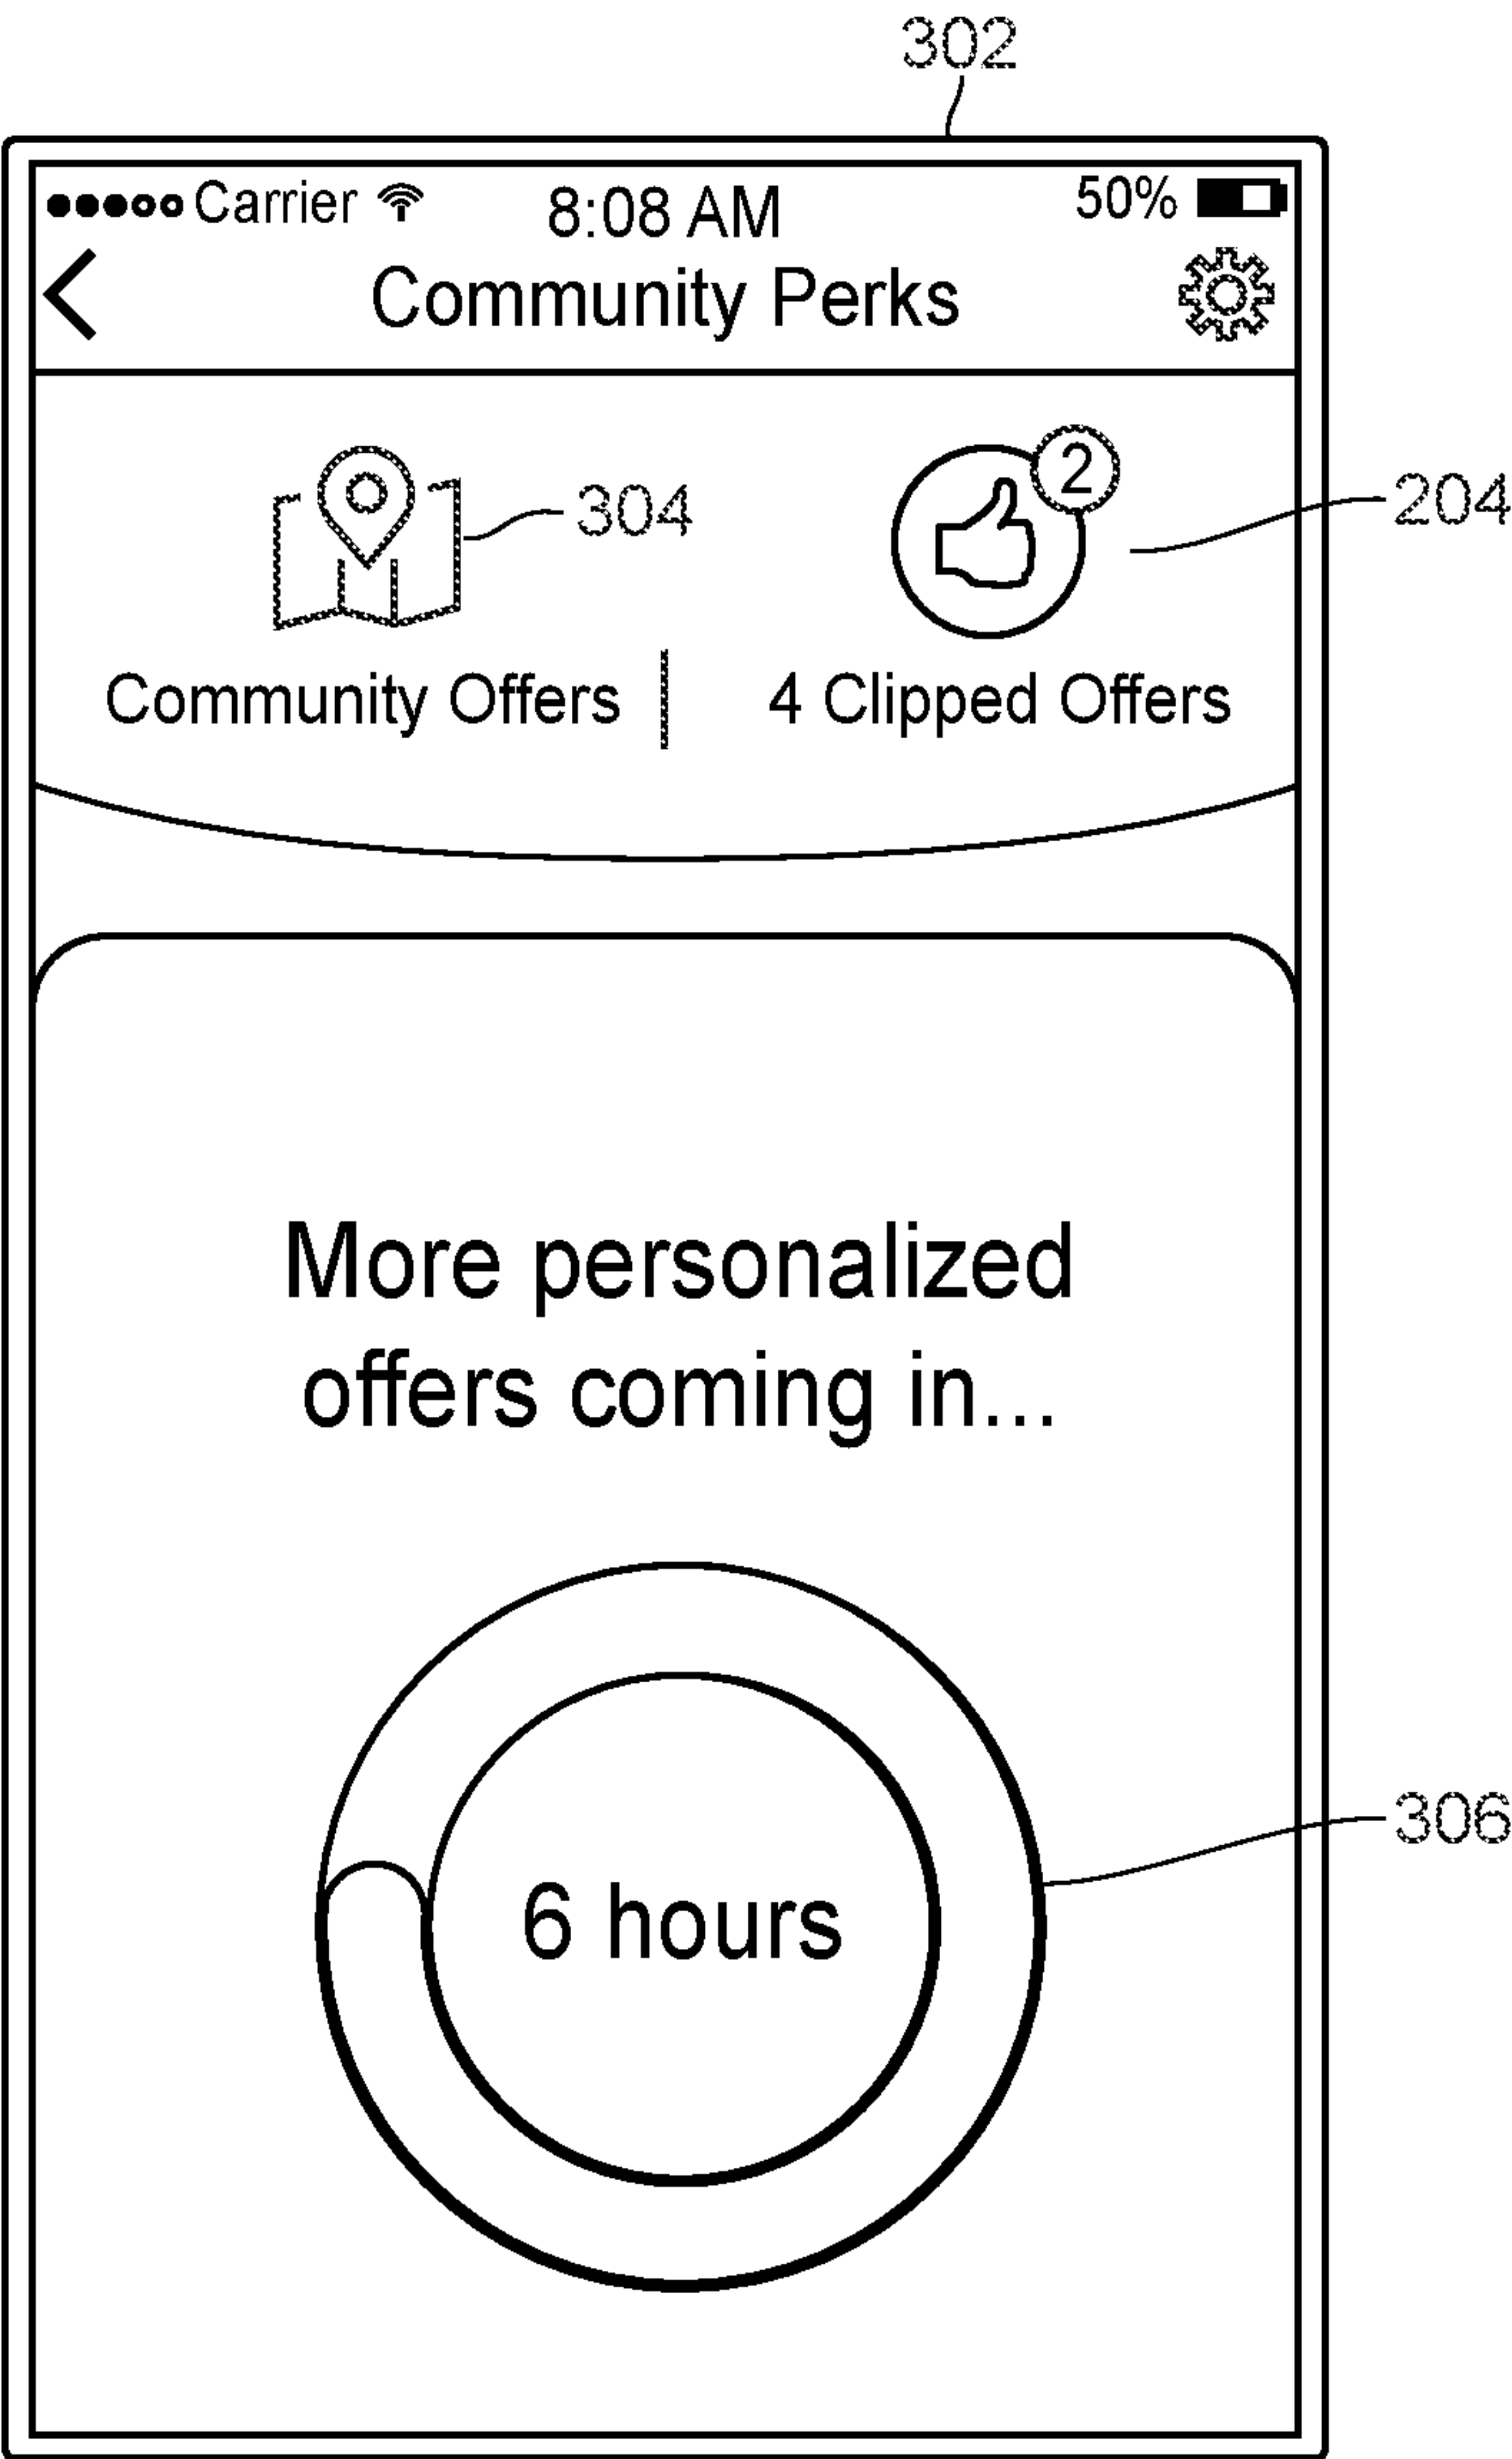 302
Carrier 8:08 AM 50%
Community Perks
2
304
204
Community Offers 4 Clipped Offers
More personalized
offers coming in...
306
6 hours